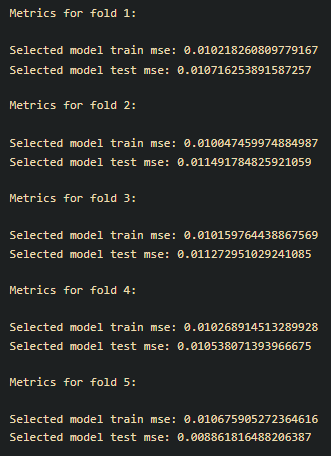 Metrics for fold 1:
Selected model train mse: 0.010218260809779167
Selected model test mse: 0.010716253891587257
Metrics for fold 2:
Selected model train mse: 0.010047459974884987
Selected model test mse: 0.011491784825921059
Metrics for fold 3:
Selected model train mse: 0.010159764438867569
Selected model test mse: 0.011272951029241085
Metrics for fold 4:
Selected model train mse: 0.010268914513289928
Selected model test mse: 0.010538071393966675
Metrics for fold 5:
Selected model train mse: 0.010675905272364616
Selected model test mse: 0.008861816488206387